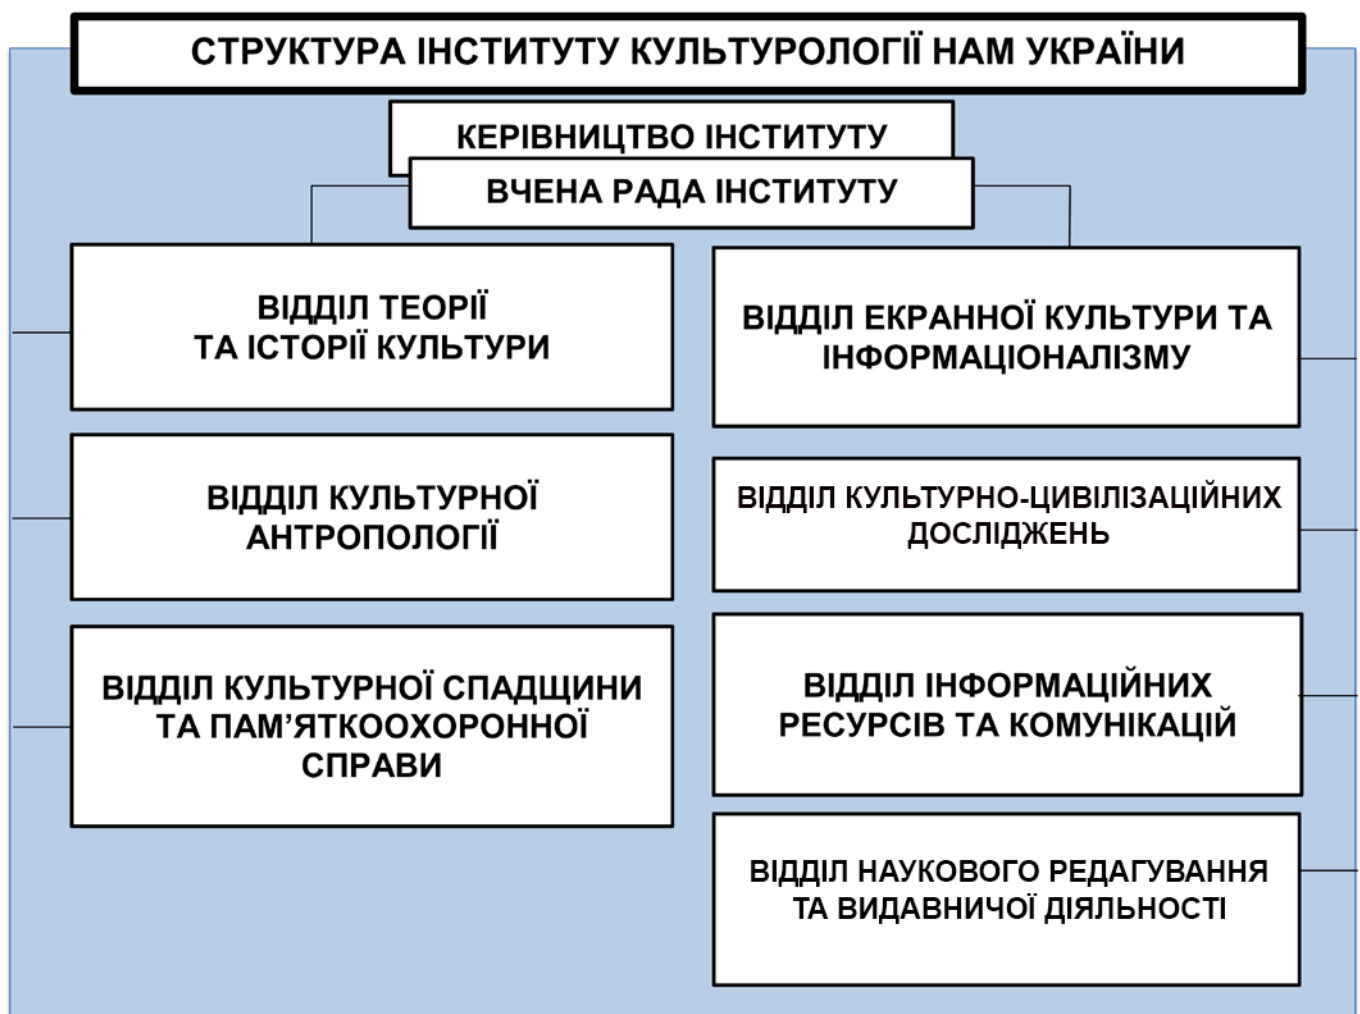 СТРУКТУРА ІНСТИТУТУ КУЛЬТУРОЛОГІЇ НАМ УКРАЇНИ
КЕРІВНИЦТВО ІНСТИТУТУ
ВЧЕНА РАДА ІНСТИТУТУ
ВІДДІЛ ТЕОРІЇ
ТА ІСТОРІЇ КУЛЬТУРИ
ВІДДІЛ КУЛЬТУРНОЇ
АНТРОПОЛОГІЇ
ВІДДІЛ КУЛЬТУРНОЇ СПАДЩИНИ
ТА ПАМ’ЯТКООХОРОННОЇ
СПРАВИ
ВІДДІЛ ЕКРАННОЇ КУЛЬТУРИ ТА
ІНФОРМАЦІОНАЛІЗМУ
ВІДДІЛ КУЛЬТУРНО-ЦИВІЛІЗАЦІЙНИХ
ДОСЛІДЖЕНЬ
ВІДДІЛ ІНФОРМАЦІЙНИХ
РЕСУРСІВ ТА КОМУНІКАЦІЙ
ВІДДІЛ НАУКОВОГО РЕДАГУВАННЯ
ТА ВИДАВНИЧОЇ ДІЯЛЬНОСТІ